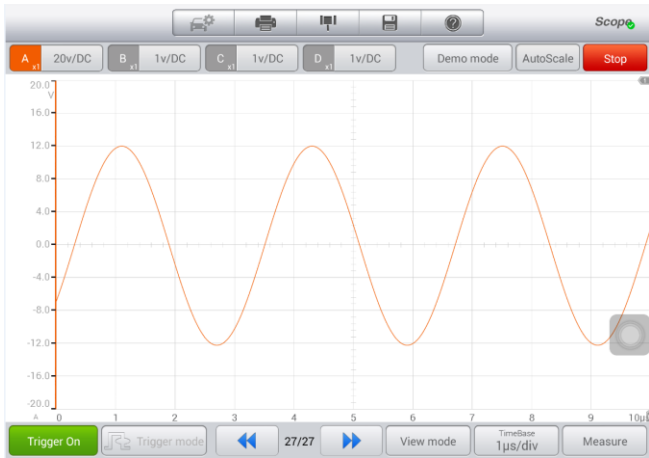 Scope
A x1 20v/DC B x1 1v/DC C x1 1v/DC D x1 1v/DC Demo mode AutoScale Stop
20.0
V
16.0
12.0
8.0
4.0
0.0
-4.0
-8.0
-12.0
-16.0
-20.0
A 0 1 2 3 4 5 6 7 8 9 10μs
Trigger On Trigger mode 27/27 View mode TimeBase Measure
1μs/div